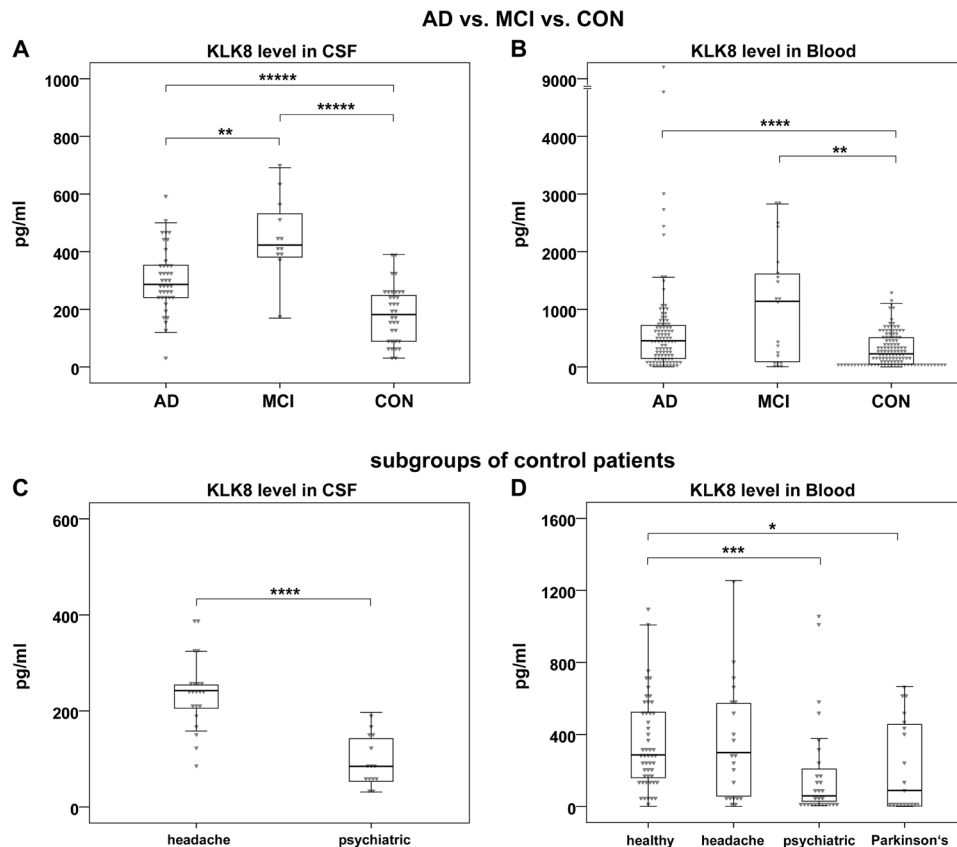 AD vs. MCI vs. CON
A
KLK8 level in CSF
1000
800
600
400
200
0
pg/ml
*****
*****
**
AD MCI CON
B
KLK8 level in Blood
9000
4000
3000
2000
1000
0
pg/ml
****
**
AD MCI CON
subgroups of control patients
C
KLK8 level in CSF
600
400
200
0
pg/ml
****
headache psychiatric
D
KLK8 level in Blood
1600
1200
800
400
0
pg/ml
*
***
healthy headache psychiatric Parkinson‘s